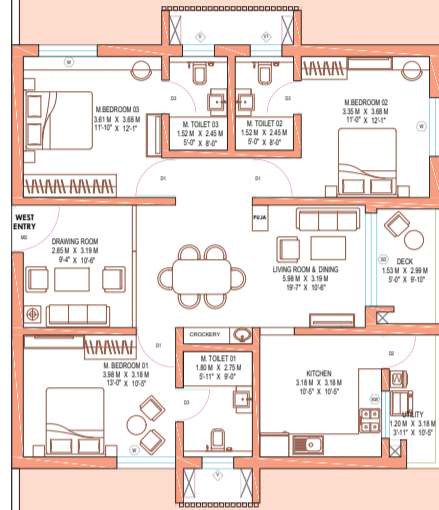 V
V1
W
M.BEDROOM 03
3.61 M X 3.68 M
11'-10" X 12'-1"
D3
D3
M.BEDROOM 02
3.35 M X 3.68 M
11'-0" X 12'-1"
M. TOILET 03
1.52 M X 2.45 M
5'-0" X 8'-0"
M. TOILET 02
1.52 M X 2.45 M
5'-0" X 8'-0"
W
D1
D1
WEST
ENTRY
MD
PUJA
DRAWING ROOM
2.85 M X 3.19 M
9'-4" X 10'-6"
LIVING ROOM & DINING
5.98 M X 3.19 M
19'-7" X 10'-6"
SD
DECK
1.53 M X 2.99 M
5'-0" X 9'-10"
CROCKERY
D1
D2
M. BEDROOM 01
3.98 M X 3.18 M
13'-0" X 10'-5"
M. TOILET 01
1.80 M X 2.75 M
5'-11" X 9'-0"
D3
KITCHEN
3.18 M X 3.18 M
10'-5" X 10'-5"
KW
UTILITY
1.20 M X 3.18 M
3'-11" X 10'-5"
W
V